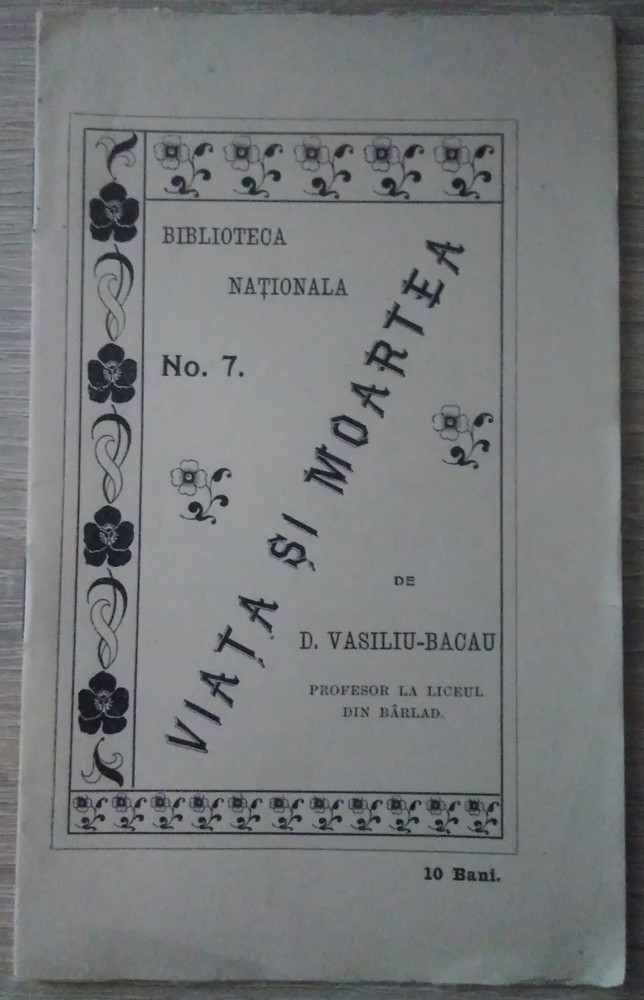 BIBLIOTECA
NAȚIONALA
No. 7.
VIAȚA ȘI MOARTEA
DE
D. VASILIU-BACAU
PROFESOR LA LICEUL
DIN BÂRLAD.
10 Bani.